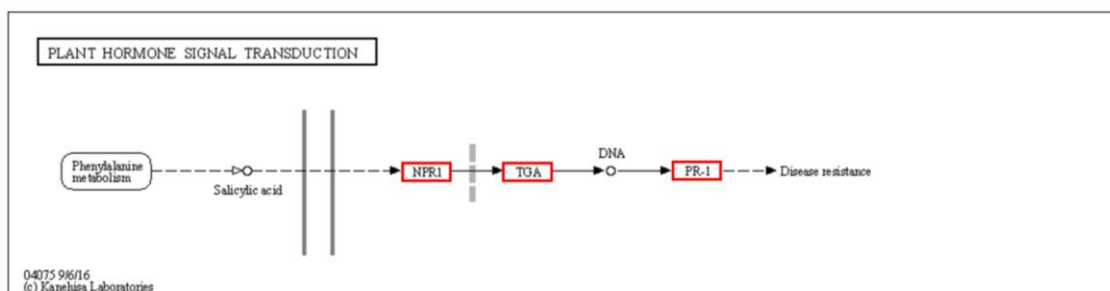 PLANT HORMONE SIGNAL TRANSDUCTION
Phenylalanine
metabolism
Salicylic acid
NPR1
TGA
DNA
PR-1
Disease resistance
04075 9/6/16
(c) Kanehisa Laboratories